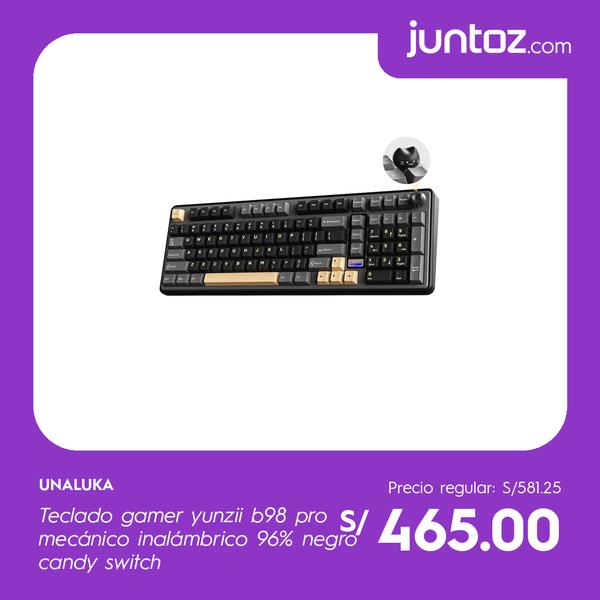 juntoz.com
UNALUKA
Precio regular: S/581.25
Teclado gamer yunzii b98 pro
mecánico inalámbrico 96% negro
candy switch
S/ 465.00